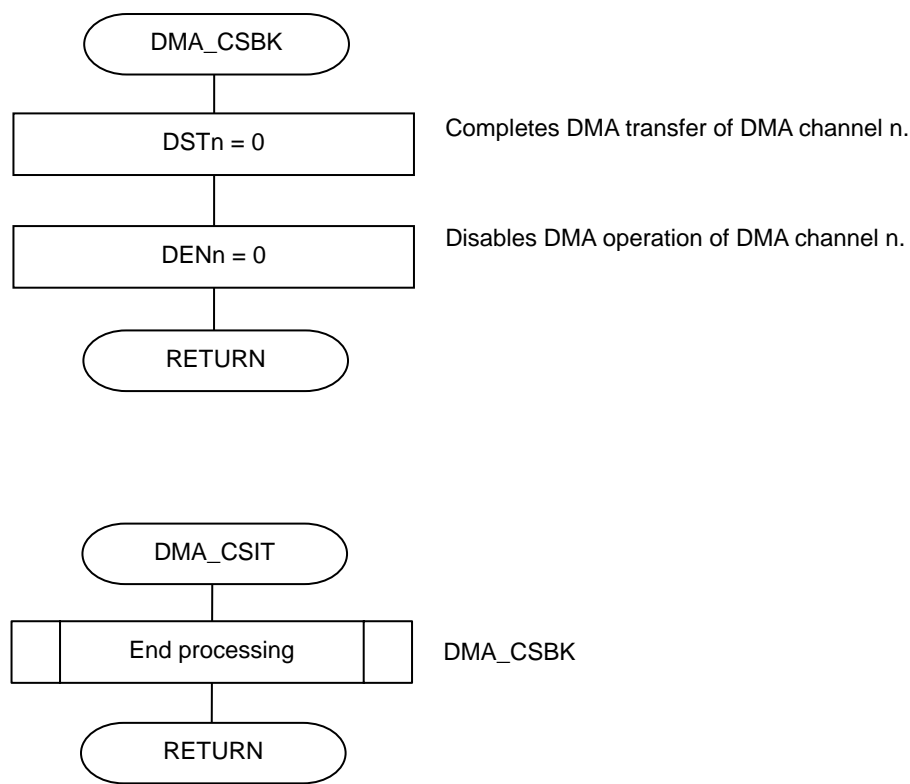 DMA_CSBK
DSTn = 0
Completes DMA transfer of DMA channel n.
DENn = 0
Disables DMA operation of DMA channel n.
RETURN
DMA_CSIT
End processing
DMA_CSBK
RETURN